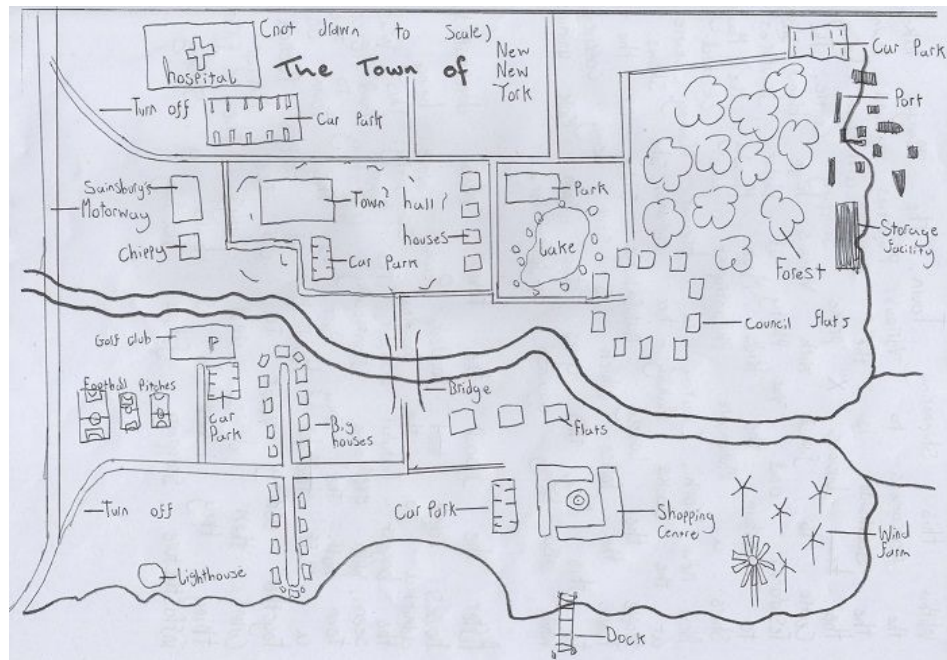 (not drawn to scale)
The Town of
New
New
York
hospital
Car Park
Turn off
Car Park
Port
Sainsbury's
Motorway
Town hall
Park
houses
Lake
Chippy
Car Park
Storage
facility
Forest
Council flats
Golf club
P
Football Pitches
Car
Park
Big
houses
Bridge
flats
Turn off
Car Park
Shopping
Centre
Wind
farm
Lighthouse
Dock